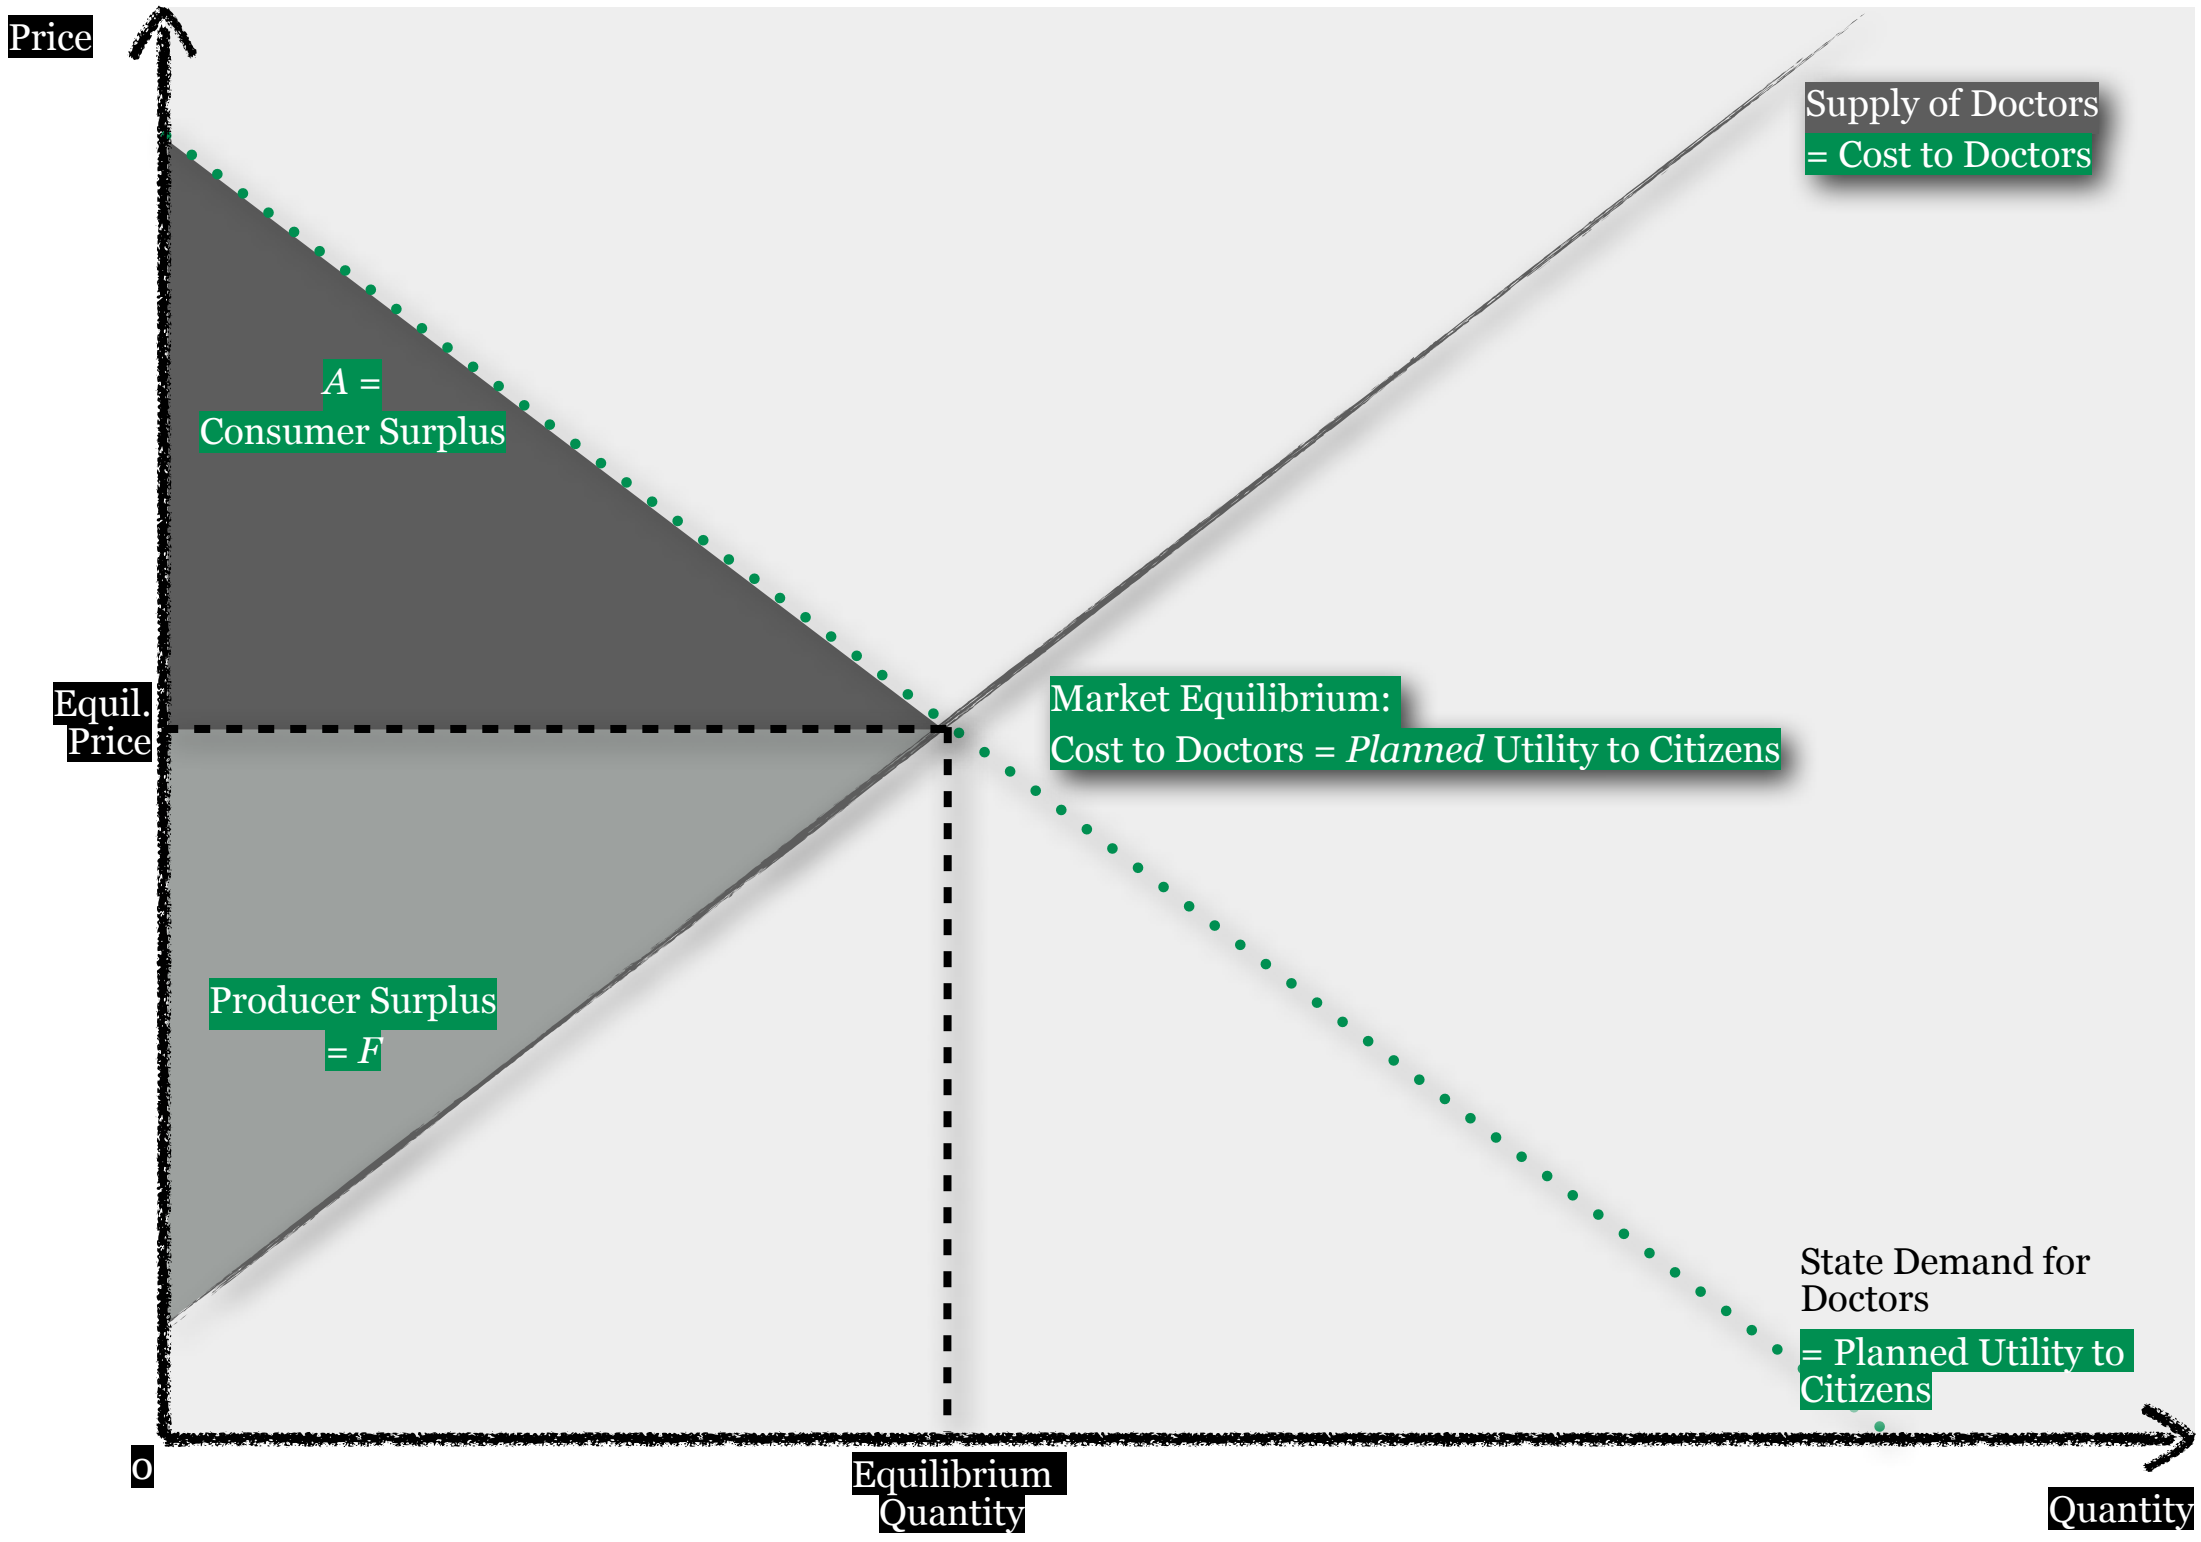 Price
Supply of Doctors
= Cost to Doctors
A =
Consumer Surplus
Equil.
Price
Market Equilibrium:
Cost to Doctors = Planned Utility to Citizens
Producer Surplus
= F
State Demand for
Doctors
= Planned Utility to
Citizens
0
Equilibrium
Quantity
Quantity